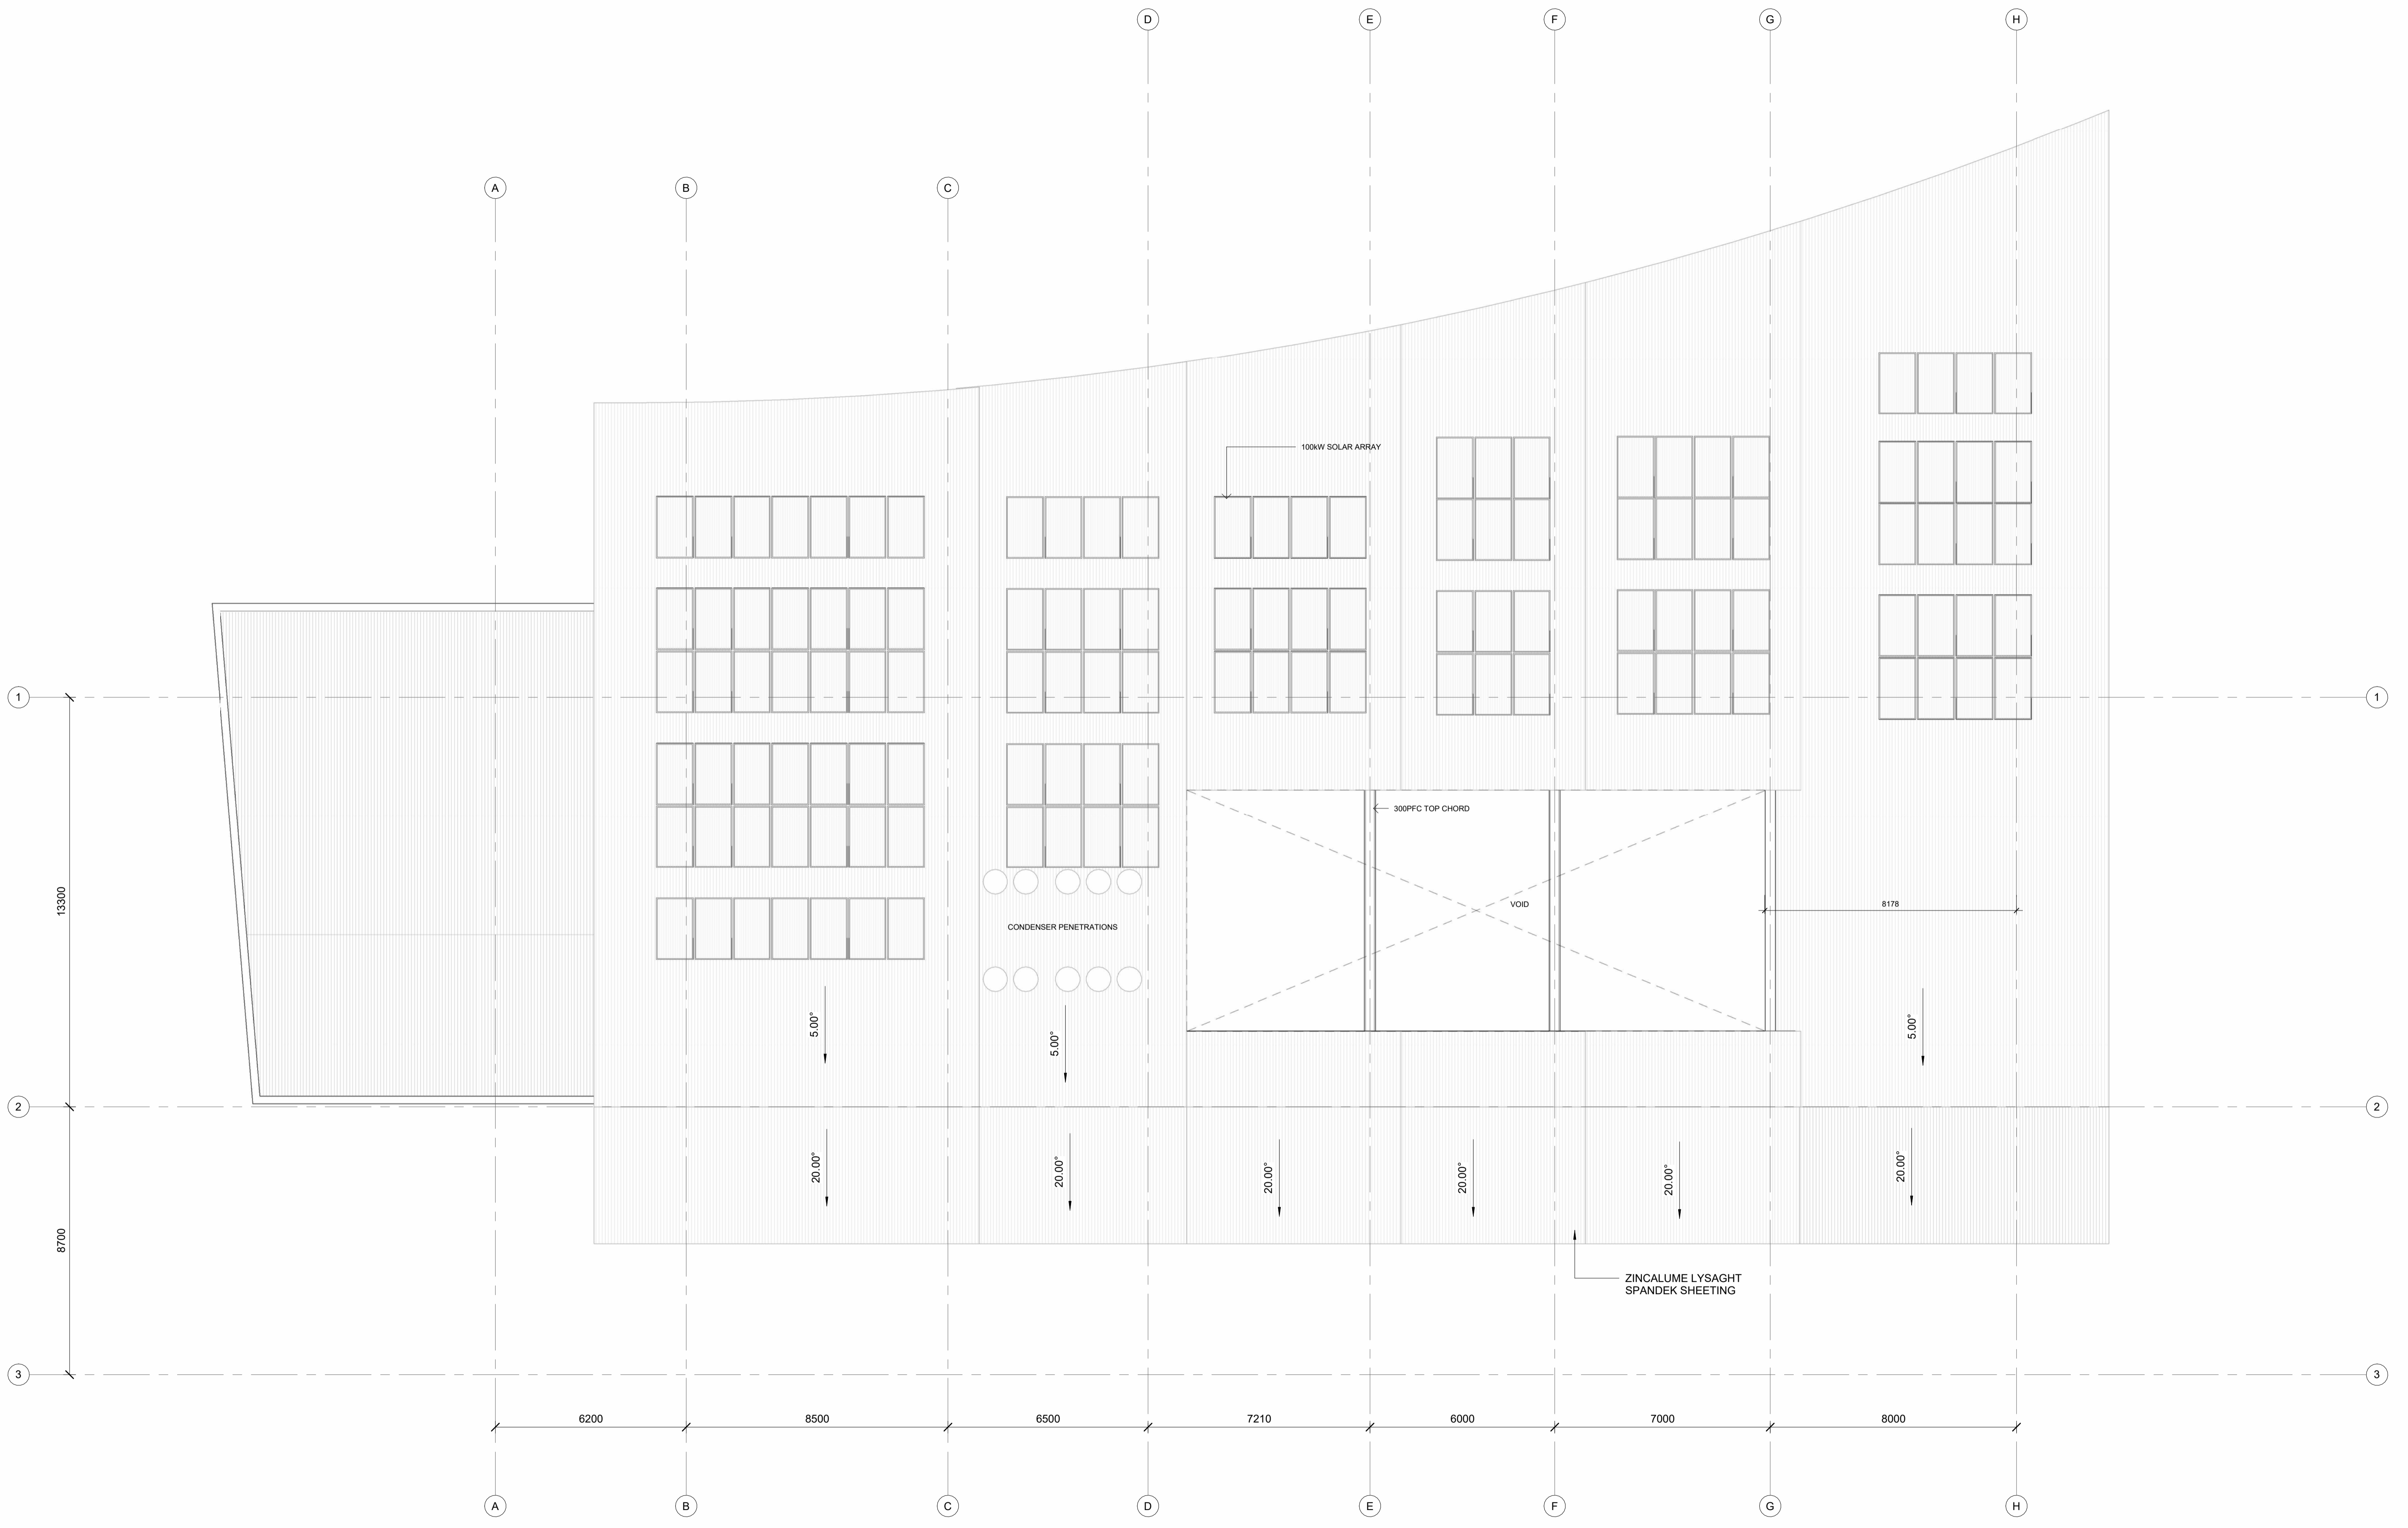 D
E
F
G
H
A
B
C
100kW SOLAR ARRAY
1
1
300PFC TOP CHORD
13300
VOID
8178
CONDENSER PENETRATIONS
5.00°
5.00°
5.00°
2
2
20.00°
20.00°
20.00°
20.00°
20.00°
20.00°
8700
ZINCALUME LYSAGHT
SPANDEK SHEETING
3
3
6200
8500
6500
7210
6000
7000
8000
A
B
C
D
E
F
G
H